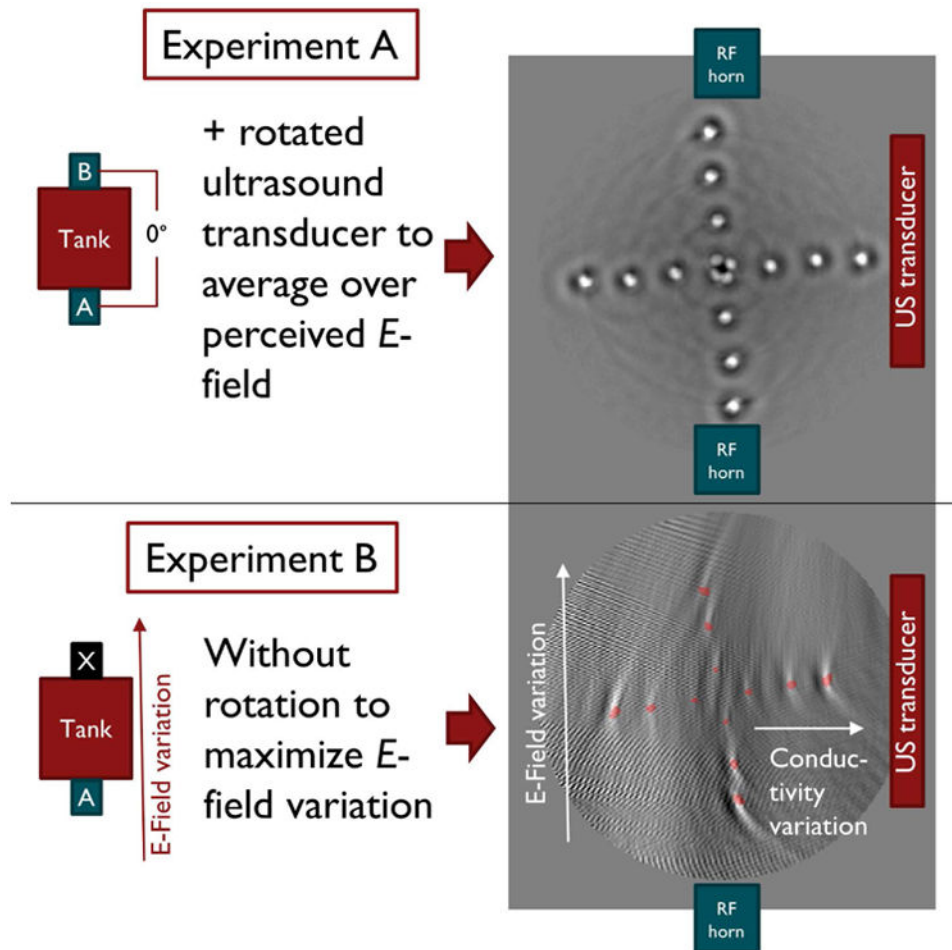 Experiment A
+ rotated
ultrasound
transducer to
average over
perceived E-
field
B
Tank
0°
A
RF
horn
US transducer
RF
horn
Experiment B
Without
rotation to
maximize E-
field variation
X
Tank
A
E-Field variation
E-Field variation
Conduc-
tivity
variation
US transducer
RF
horn